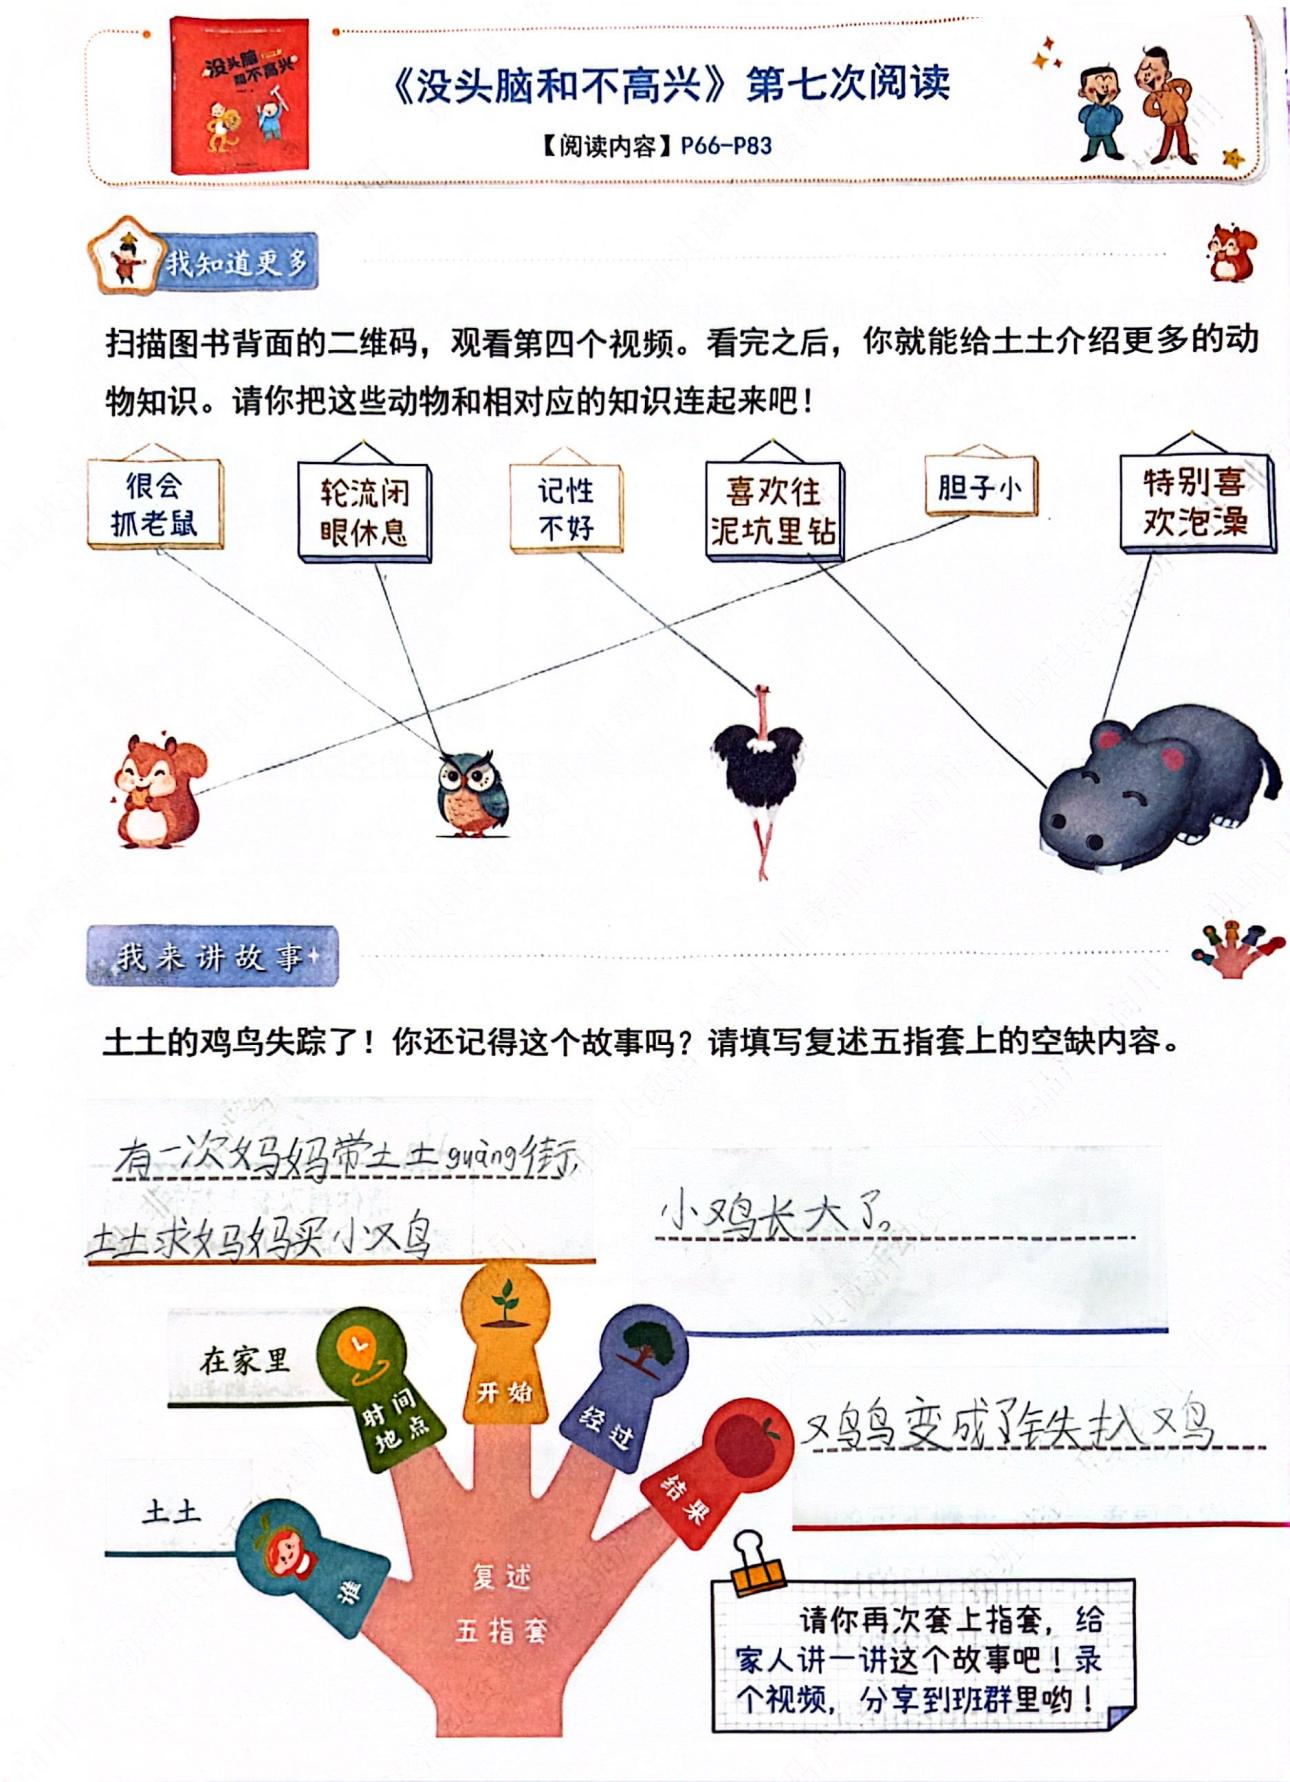 没头脑
和不高兴
《没头脑和不高兴》第七次阅读
【阅读内容】P66-P83
我知道更多
扫描图书背面的二维码，观看第四个视频。看完之后，你就能给土土介绍更多的动
物知识。请你把这些动物和相对应的知识连起来吧！
很会
抓老鼠
轮流闭
眼休息
记性
不好
喜欢往
泥坑里钻
胆子小
特别喜
欢泡澡
我来讲故事
土土的鸡鸟失踪了！你还记得这个故事吗？请填写复述五指套上的空缺内容。
有一次妈妈带土土guàng街,
土土求妈妈买小鸡
小鸡长大了。
在家里
时间
地点
开始
经过
鸡鸟变成了铁扒鸡
结果
土土
谁
复述
五指套
请你再次套上指套，给
家人讲一讲这个故事吧！录
个视频，分享到班群里哟！